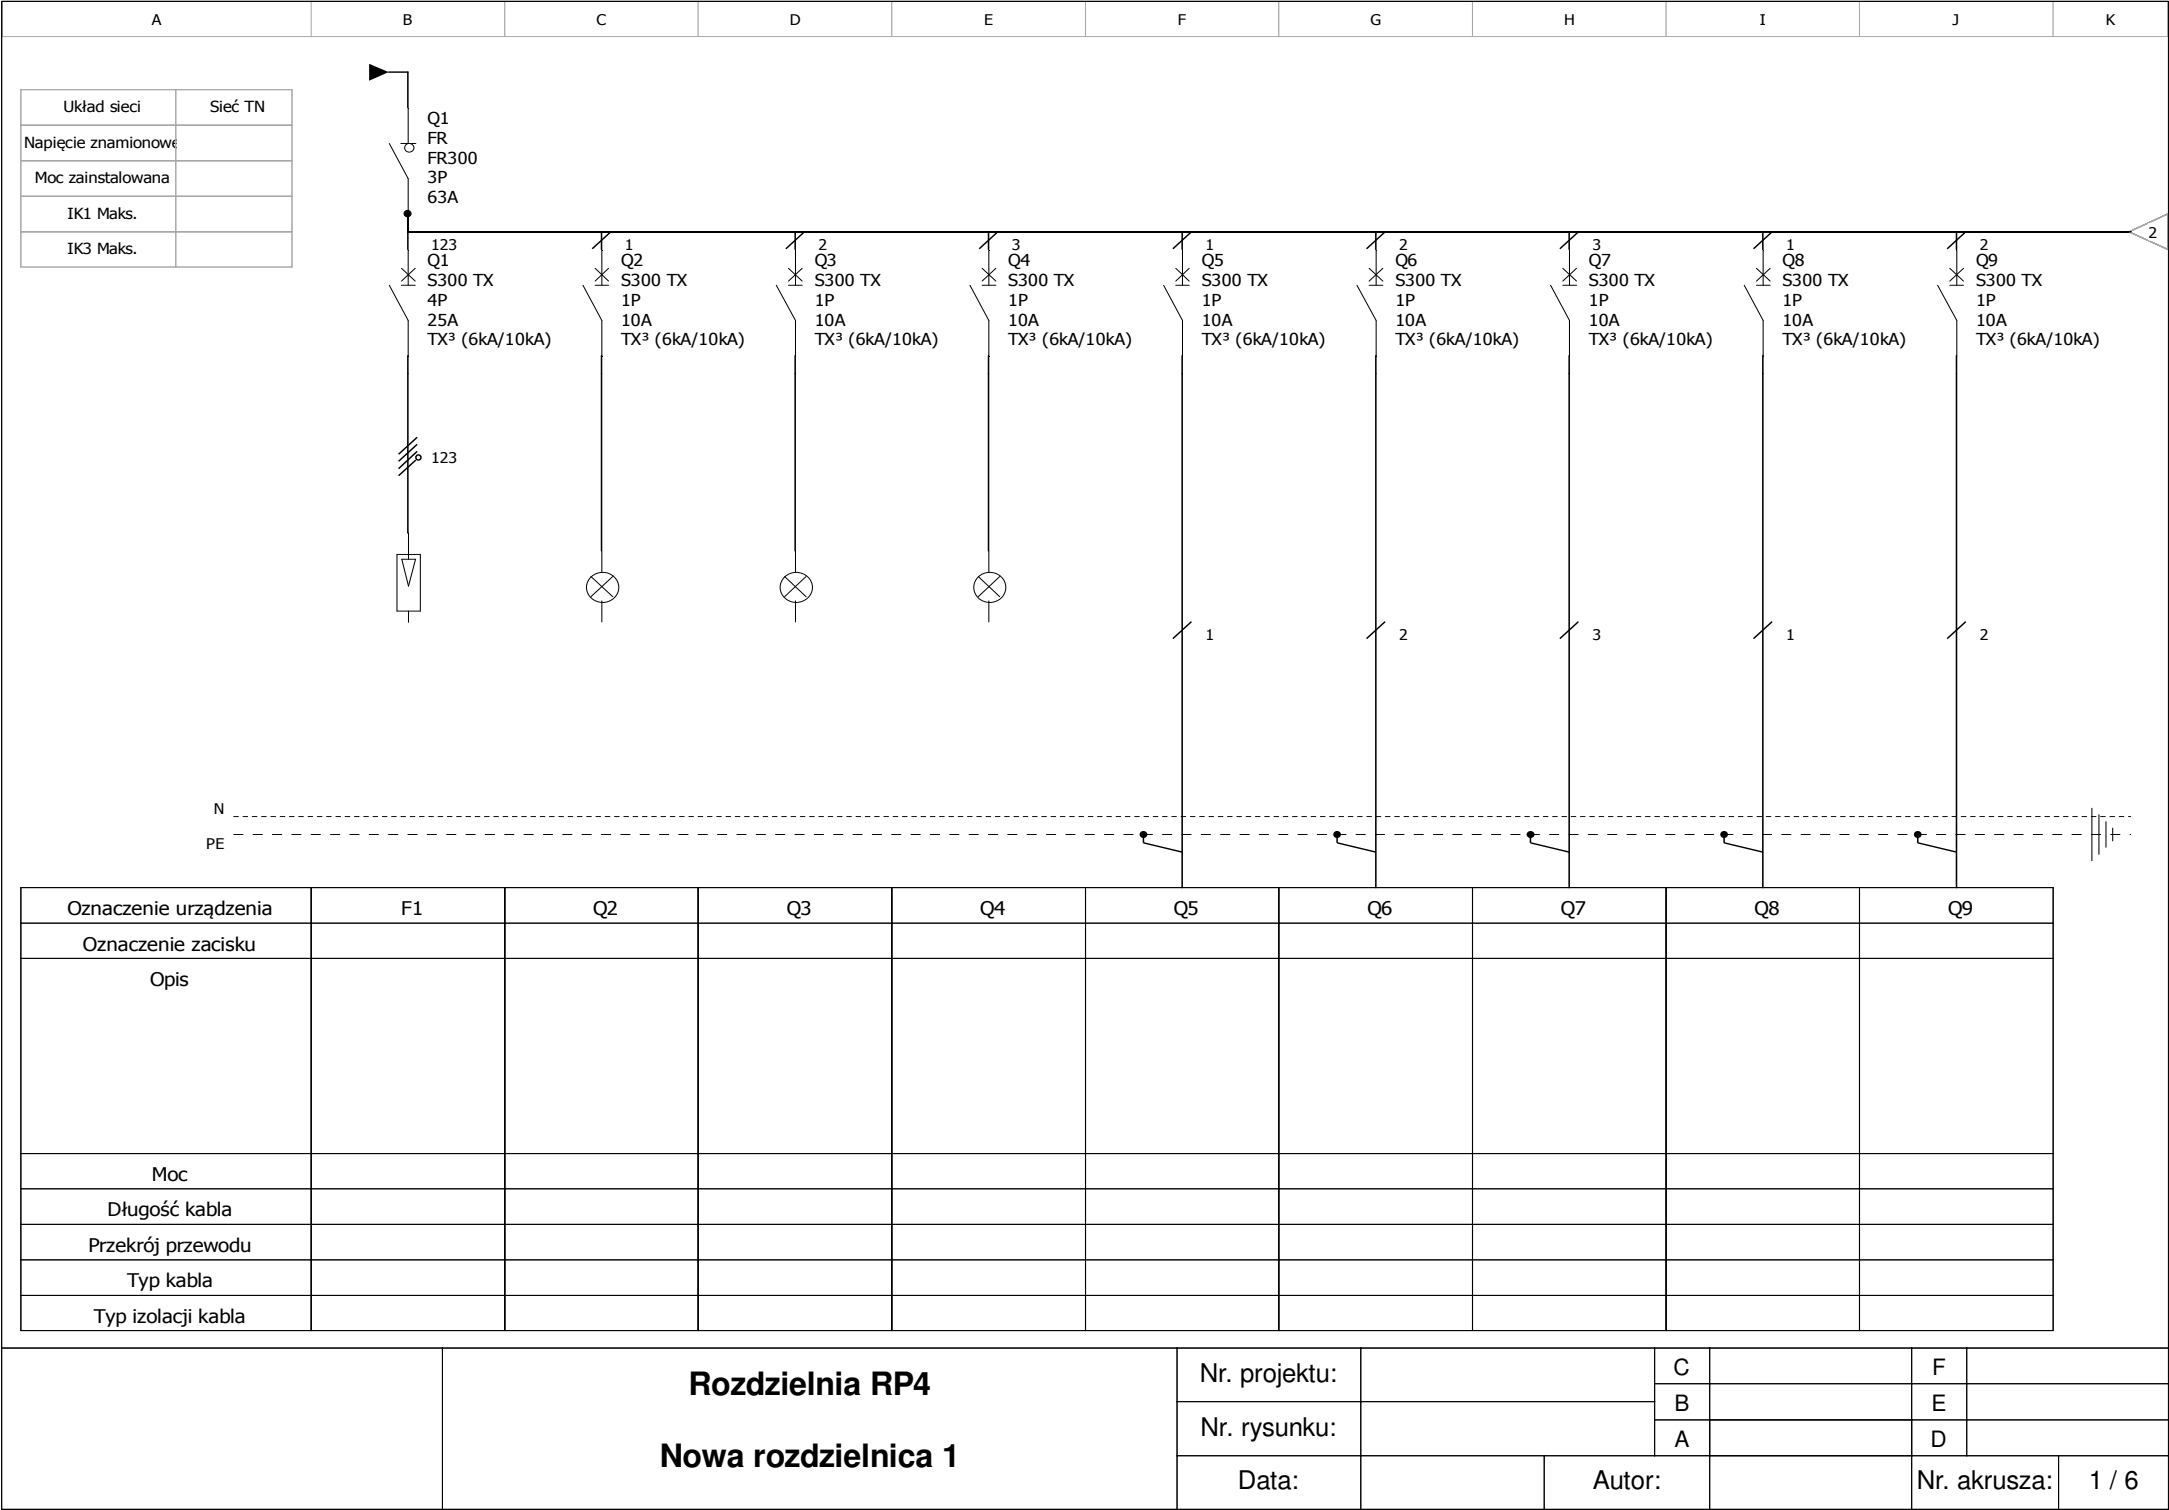 A B C D E F G H I J K
Układ sieci Sieć TN
Napięcie znamionowe
Moc zainstalowana
IK1 Maks.
IK3 Maks.
Q1
FR
FR300
3P
63A
2
123 1 2 3 1 2 3 1 2
Q1 Q2 Q3 Q4 Q5 Q6 Q7 Q8 Q9
S300 TX S300 TX S300 TX S300 TX S300 TX S300 TX S300 TX S300 TX S300 TX
4P 1P 1P 1P 1P 1P 1P 1P 1P
25A 10A 10A 10A 10A 10A 10A 10A 10A
TX³ (6kA/10kA) TX³ (6kA/10kA) TX³ (6kA/10kA) TX³ (6kA/10kA) TX³ (6kA/10kA) TX³ (6kA/10kA) TX³ (6kA/10kA) TX³ (6kA/10kA) TX³ (6kA/10kA)
123
1 2 3 1 2
N
PE
Oznaczenie urządzenia F1 Q2 Q3 Q4 Q5 Q6 Q7 Q8 Q9
Oznaczenie zacisku
Opis
Moc
Długość kabla
Przekrój przewodu
Typ kabla
Typ izolacji kabla
Rozdzielnia RP4
Nowa rozdzielnica 1
Nr. projektu:
Nr. rysunku:
C F
B E
A D
Data: Autor: Nr. akrusza: 1 / 6